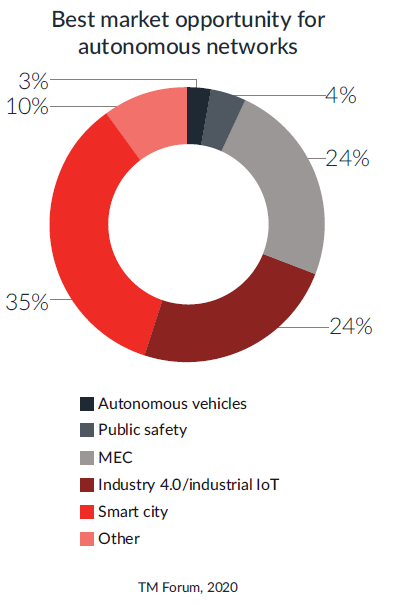 Best market opportunity for
autonomous networks
3%
4%
10%
24%
35%
24%
Autonomous vehicles
Public safety
MEC
Industry 4.0/industrial IoT
Smart city
Other
TM Forum, 2020